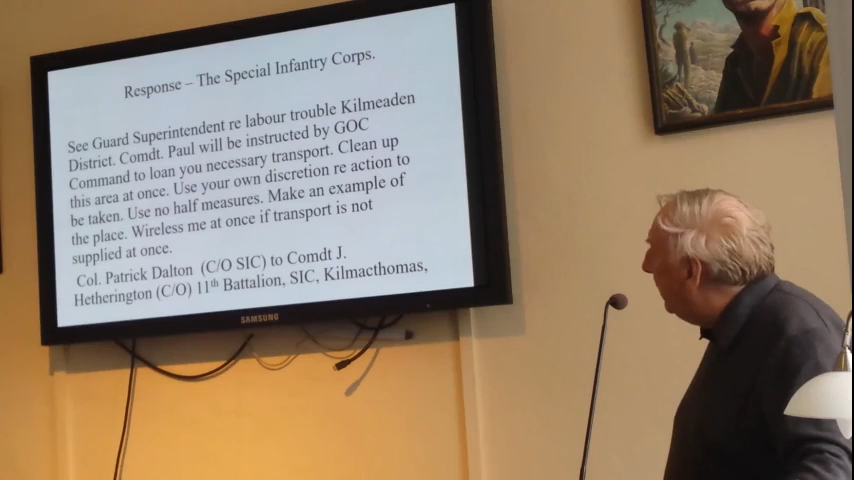 Response – The Special Infantry Corps.
See Guard Superintendent re labour trouble Kilmeaden
District. Comdt. Paul will be instructed by GOC
Command to loan you necessary transport. Clean up
this area at once. Use your own discretion re action to
be taken. Use no half measures. Make an example of
the place. Wireless me at once if transport is not
supplied at once.
Col. Patrick Dalton (C/O SIC) to Comdt J.
Hetherington (C/O) 11th Battalion, SIC, Kilmacthomas,
SAMSUNG